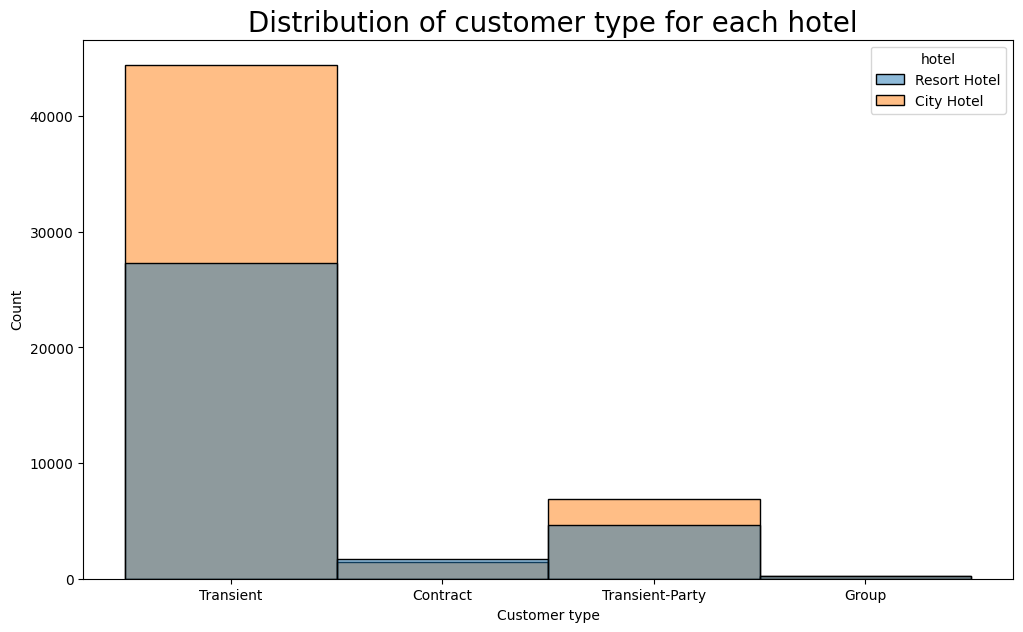 Distribution of customer type for each hotel
hotel
Resort Hotel
City Hotel
40000
30000
20000
10000
0
Count
Transient
Contract
Transient-Party
Group
Customer type